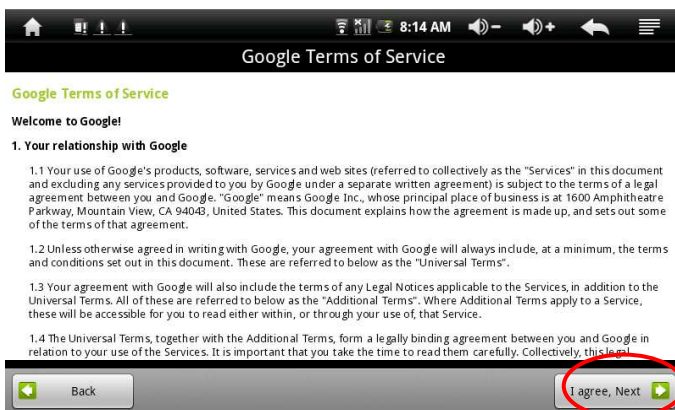 8:14 AM
Google Terms of Service
Google Terms of Service
Welcome to Google!
1. Your relationship with Google
1.1 Your use of Google's products, software, services and web sites (referred to collectively as the "Services" in this document
and excluding any services provided to you by Google under a separate written agreement) is subject to the terms of a legal
agreement between you and Google. "Google" means Google Inc., whose principal place of business is at 1600 Amphitheatre
Parkway, Mountain View, CA 94043, United States. This document explains how the agreement is made up, and sets out some
of the terms of that agreement.
1.2 Unless otherwise agreed in writing with Google, your agreement with Google will always include, at a minimum, the terms
and conditions set out in this document. These are referred to below as the "Universal Terms".
1.3 Your agreement with Google will also include the terms of any Legal Notices applicable to the Services, in addition to the
Universal Terms. All of these are referred to below as the "Additional Terms". Where Additional Terms apply to a Service,
these will be accessible for you to read either within, or through your use of, that Service.
1.4 The Universal Terms, together with the Additional Terms, form a legally binding agreement between you and Google in
relation to your use of the Services. It is important that you take the time to read them carefully. Collectively, this legal
Back
I agree, Next